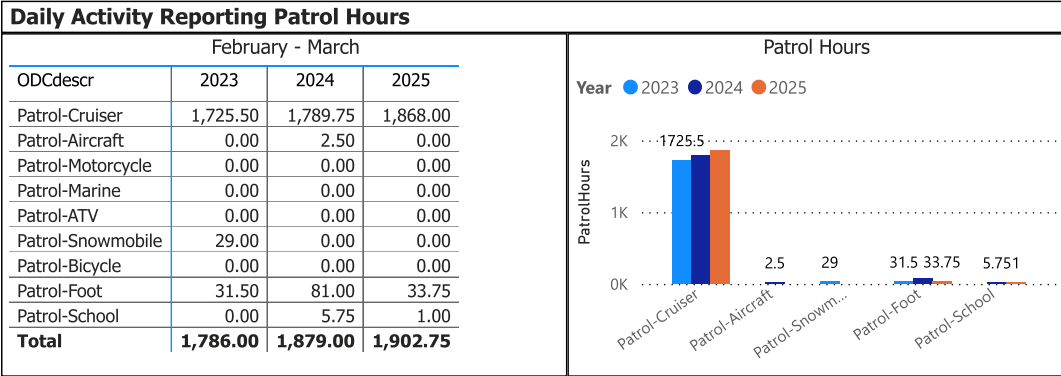 Daily Activity Reporting Patrol Hours
February - March
ODCdescr 2023 2024 2025
Patrol-Cruiser 1,725.50 1,789.75 1,868.00
Patrol-Aircraft 0.00 2.50 0.00
Patrol-Motorcycle 0.00 0.00 0.00
Patrol-Marine 0.00 0.00 0.00
Patrol-ATV 0.00 0.00 0.00
Patrol-Snowmobile 29.00 0.00 0.00
Patrol-Bicycle 0.00 0.00 0.00
Patrol-Foot 31.50 81.00 33.75
Patrol-School 0.00 5.75 1.00
Total 1,786.00 1,879.00 1,902.75
Patrol Hours
Year 2023 2024 2025
PatrolHours
2K
1K
0K
1725.5
2.5 29 31.5 33.75 5.75 1
Patrol-Cruiser
Patrol-Aircraft
Patrol-Snowm...
Patrol-Foot
Patrol-School